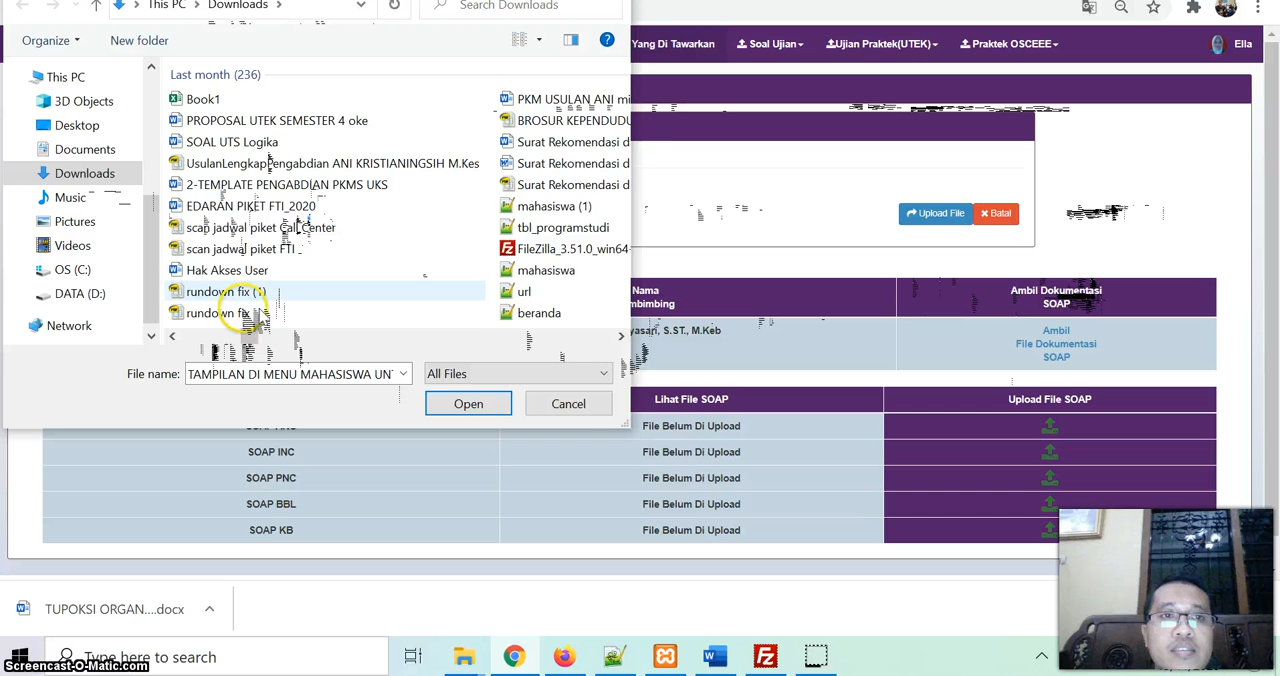 This PC > Downloads >
Search Downloads
Organize
New folder
Yang Di Tawarkan
Soal Ujian
Ujian Praktek(UTEK)
Praktek OSCEEE
Ella
This PC
3D Objects
Desktop
Documents
Downloads
Music
Pictures
Videos
OS (C:)
DATA (D:)
Network
Last month (236)
Book1
PROPOSAL UTEK SEMESTER 4 oke
SOAL UTS Logika
UsulanLengkapPengabdian ANI KRISTIANINGSIH M.Kes
2-TEMPLATE PENGABDIAN PKMS UKS
EDARAN PIKET FTI_2020
scan jadwal piket Call Center
scan jadwal piket FTI
Hak Akses User
rundown fix (1)
rundown fix
PKM USULAN ANI mi
BROSUR KEPENDUDU
Surat Rekomendasi d
Surat Rekomendasi d
Surat Rekomendasi d
mahasiswa (1)
tbl_programstudi
FileZilla_3.51.0_win64-
mahasiswa
url
beranda
File name:
TAMPILAN DI MENU MAHASISWA UN
All Files
Open
Cancel
Upload File
Batal
Nama
mbimbing
Ambil Dokumentasi
SOAP
yasan, S.ST., M.Keb
Ambil
File Dokumentasi
SOAP
Lihat File SOAP
Upload File SOAP
File Belum Di Upload
SOAP INC
File Belum Di Upload
SOAP PNC
File Belum Di Upload
SOAP BBL
File Belum Di Upload
SOAP KB
File Belum Di Upload
TUPOKSI ORGAN....docx
Type here to search
Screencast-O-Matic.com